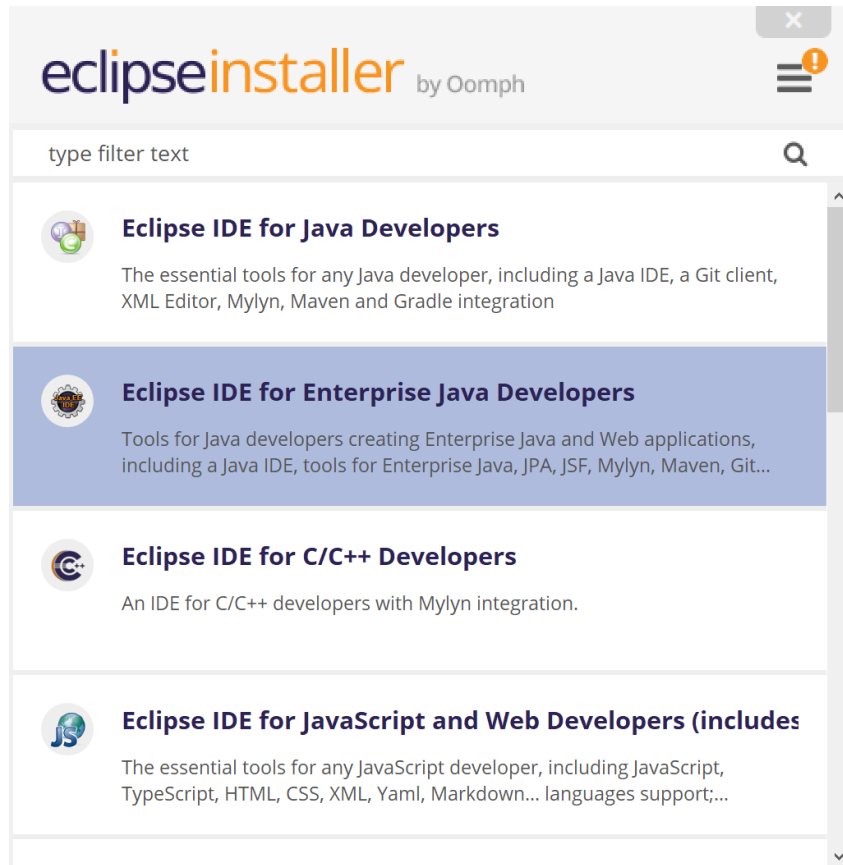 eclipseinstaller by Oomph
type filter text
Eclipse IDE for Java Developers
The essential tools for any Java developer, including a Java IDE, a Git client,
XML Editor, Mylyn, Maven and Gradle integration
Java EE
IDE
Eclipse IDE for Enterprise Java Developers
Tools for Java developers creating Enterprise Java and Web applications,
including a Java IDE, tools for Enterprise Java, JPA, JSF, Mylyn, Maven, Git...
C++
Eclipse IDE for C/C++ Developers
An IDE for C/C++ developers with Mylyn integration.
JS
Eclipse IDE for JavaScript and Web Developers (includes
The essential tools for any JavaScript developer, including JavaScript,
TypeScript, HTML, CSS, XML, Yaml, Markdown... languages support;...